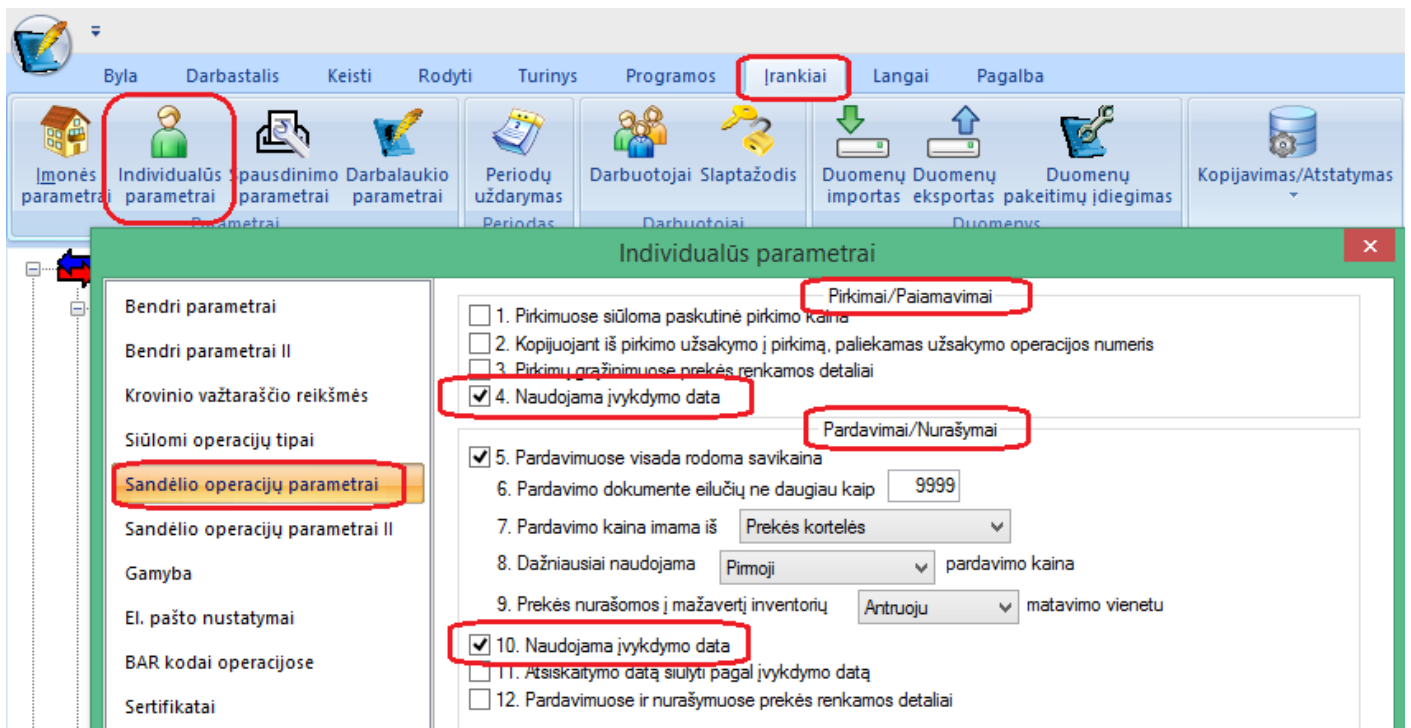 Byla Darbastalis Keisti Rodyti Turinys Programos Įrankiai Langai Pagalba
Įmonės parametrai
Individualūs parametrai
Spausdinimo parametrai
Darbalaukio parametrai
Periodų uždarymas
Darbuotojai
Slaptažodis
Duomenų importas
Duomenų eksportas
Duomenų pakeitimų įdiegimas
Kopijavimas/Atstatymas
Parametrai Periodas Darbuotojai Duomenys
Individualūs parametrai
Bendri parametrai
Bendri parametrai II
Krovinio važtaraščio reikšmės
Siūlomi operacijų tipai
Sandėlio operacijų parametrai
Sandėlio operacijų parametrai II
Gamyba
El. pašto nustatymai
BAR kodai operacijose
Sertifikatai
Pirkimai/Paiamavimai
1. Pirkimuose siūloma paskutinė pirkimo kaina
2. Kopijuojant iš pirkimo užsakymo į pirkimą, paliekamas užsakymo operacijos numeris
3. Pirkimų grąžinimuose prekės renkamos detaliai
4. Naudojama įvykdymo data
Pardavimai/Nurašymai
5. Pardavimuose visada rodoma savikaina
6. Pardavimo dokumente eilučių ne daugiau kaip 9999
7. Pardavimo kaina imama iš Prekės kortelės
8. Dažniausiai naudojama Pirmoji pardavimo kaina
9. Prekės nurašomos į mažavertį inventorių Antruoju matavimo vienetu
10. Naudojama įvykdymo data
11. Atsiskaitymo datą siūlyti pagal įvykdymo datą
12. Pardavimuose ir nurašymuose prekės renkamos detaliai